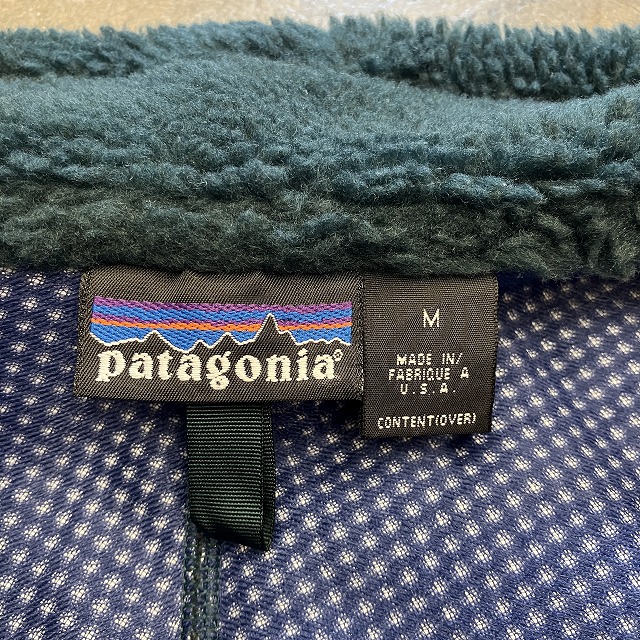 patagonia®
M
MADE IN/
FABRIQUE A
U.S.A.
CONTENT(OVER)